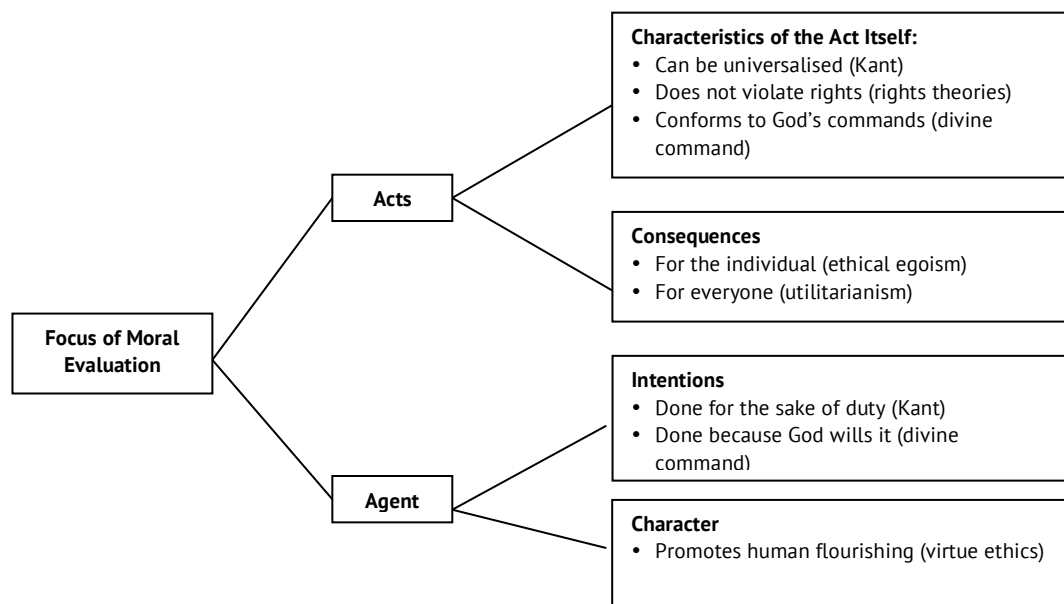 Characteristics of the Act Itself:
• Can be universalised (Kant)
• Does not violate rights (rights theories)
• Conforms to God’s commands (divine
command)
Acts
Consequences
• For the individual (ethical egoism)
• For everyone (utilitarianism)
Focus of Moral
Evaluation
Intentions
• Done for the sake of duty (Kant)
• Done because God wills it (divine
command)
Agent
Character
• Promotes human flourishing (virtue ethics)